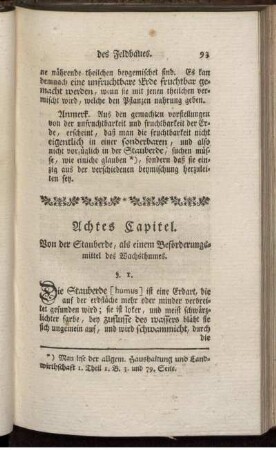 des Feldbaues. 93
ne nährende theilchen beygemischet sind. Es kan
demnach eine unfruchtbare Erde fruchtbar ge-
macht werden, wenn sie mit jenen theilchen ver-
mischt wird, welche den Pflanzen nahrung geben.
Anmerk. Aus den gemachten vorstellungen
von der unfruchtbarkeit und fruchtbarkeit der Er-
de, erscheint, daß man die fruchtbarkeit nicht
eigentlich in einer sonderbaren, und also
nicht vorzüglich in der Stauberde, suchen müs-
se, wie einiche glauben *), sondern daß sie ein-
zig aus der verschiedenen beymischung herzulei-
ten sey.
Achtes Capitel.
Von der Stauberde, als einem Beförderungs-
mittel des Wachsthumes.
§. 1.
Die Stauberde [humus] ist eine Erdart, die
auf der erdfläche mehr oder minder verbrei-
tet gefunden wird; sie ist loker, und meist schwärz-
lichter farbe, bey zuflusse des wassers bläht sie
sich ungemein auf, und wird schwammicht, durch
die
*) Man lese der allgem. Haushaltung und Land-
wirthschaft 1. Theil 1. B. 3. und 79. Seite.